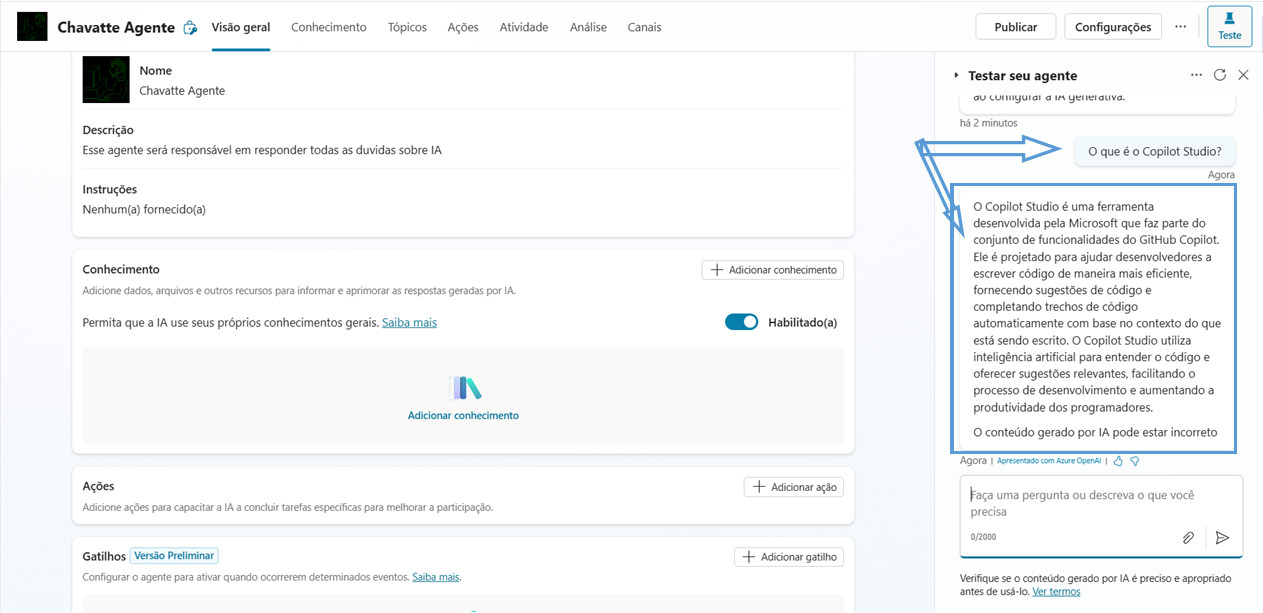 Chavatte Agente
Visão geral
Conhecimento
Tópicos
Ações
Atividade
Análise
Canais
Publicar
Configurações
...
Teste
Nome
Chavatte Agente
Descrição
Esse agente será responsável em responder todas as duvidas sobre IA
Instruções
Nenhum(a) fornecido(a)
Conhecimento
Adicionar conhecimento
Adicione dados, arquivos e outros recursos para informar e aprimorar as respostas geradas por IA.
Permita que a IA use seus próprios conhecimentos gerais. Saiba mais
Habilitado(a)
Adicionar conhecimento
Ações
Adicionar ação
Adicione ações para capacitar a IA a concluir tarefas específicas para melhorar a participação.
Gatilhos Versão Preliminar
Adicionar gatilho
Configurar o agente para ativar quando ocorrerem determinados eventos. Saiba mais.
Testar seu agente
...
ao configurar a IA generativa.
há 2 minutos
O que é o Copilot Studio?
Agora
O Copilot Studio é uma ferramenta
desenvolvida pela Microsoft que faz parte do
conjunto de funcionalidades do GitHub Copilot.
Ele é projetado para ajudar desenvolvedores a
escrever código de maneira mais eficiente,
fornecendo sugestões de código e
completando trechos de código
automaticamente com base no contexto do que
está sendo escrito. O Copilot Studio utiliza
inteligência artificial para entender o código e
oferecer sugestões relevantes, facilitando o
processo de desenvolvimento e aumentando a
produtividade dos programadores.
O conteúdo gerado por IA pode estar incorreto
Agora | Apresentado com Azure OpenAI |
Faça uma pergunta ou descreva o que você
precisa
0/2000
Verifique se o conteúdo gerado por IA é preciso e apropriado
antes de usá-lo. Ver termos